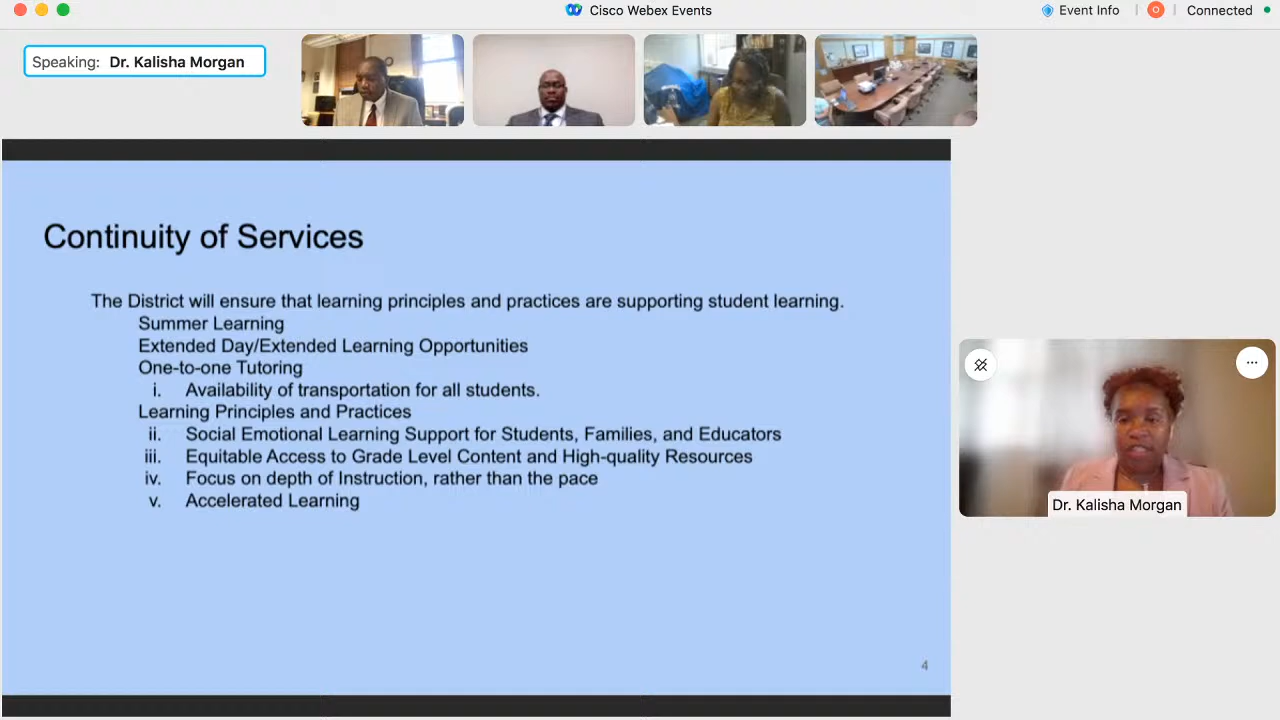 Cisco Webex Events
Event Info
Connected
Speaking: Dr. Kalisha Morgan
Continuity of Services
The District will ensure that learning principles and practices are supporting student learning.
Summer Learning
Extended Day/Extended Learning Opportunities
One-to-one Tutoring
i. Availability of transportation for all students.
Learning Principles and Practices
ii. Social Emotional Learning Support for Students, Families, and Educators
iii. Equitable Access to Grade Level Content and High-quality Resources
iv. Focus on depth of Instruction, rather than the pace
v. Accelerated Learning
4
Dr. Kalisha Morgan